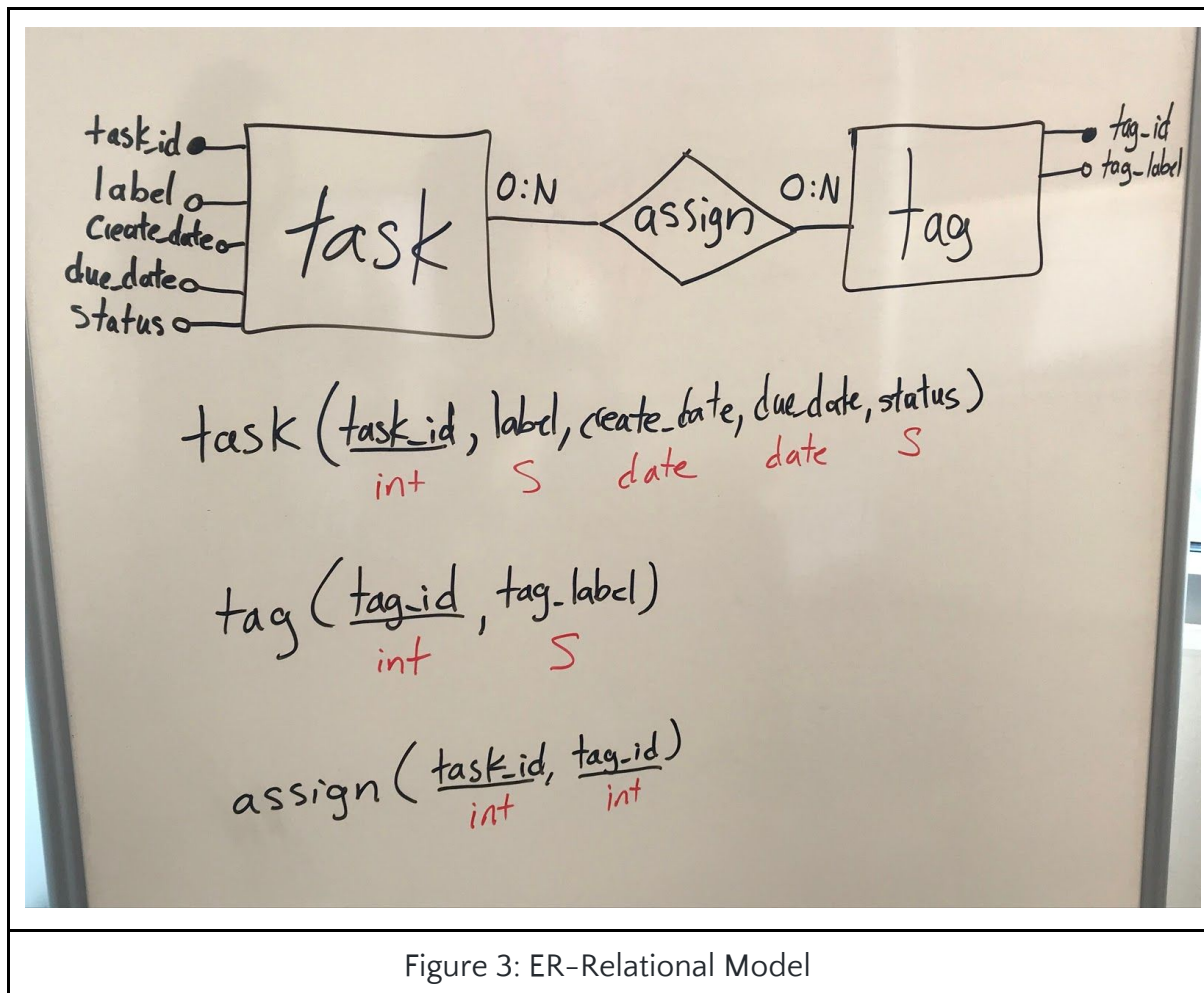 task_id
label
create_date
due_date
status
task
0:N
assign
0:N
tag
tag_id
tag_label
task (task_id, label, create_date, due_date, status)
int S date date S
tag (tag_id, tag_label)
int S
assign (task_id, tag_id)
int int
Figure 3: ER-Relational Model